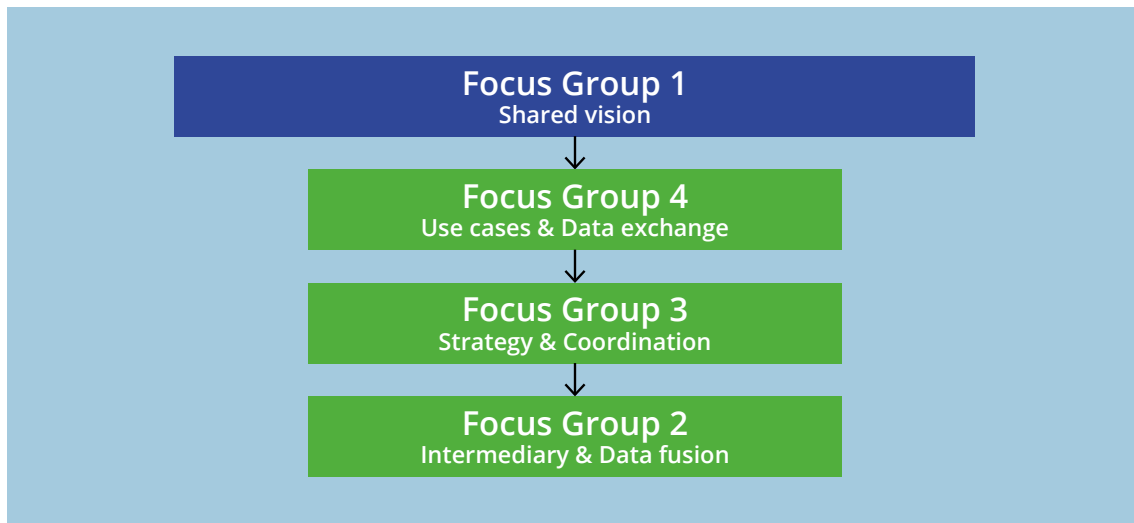 Focus Group 1
Shared vision
Focus Group 4
Use cases & Data exchange
Focus Group 3
Strategy & Coordination
Focus Group 2
Intermediary & Data fusion